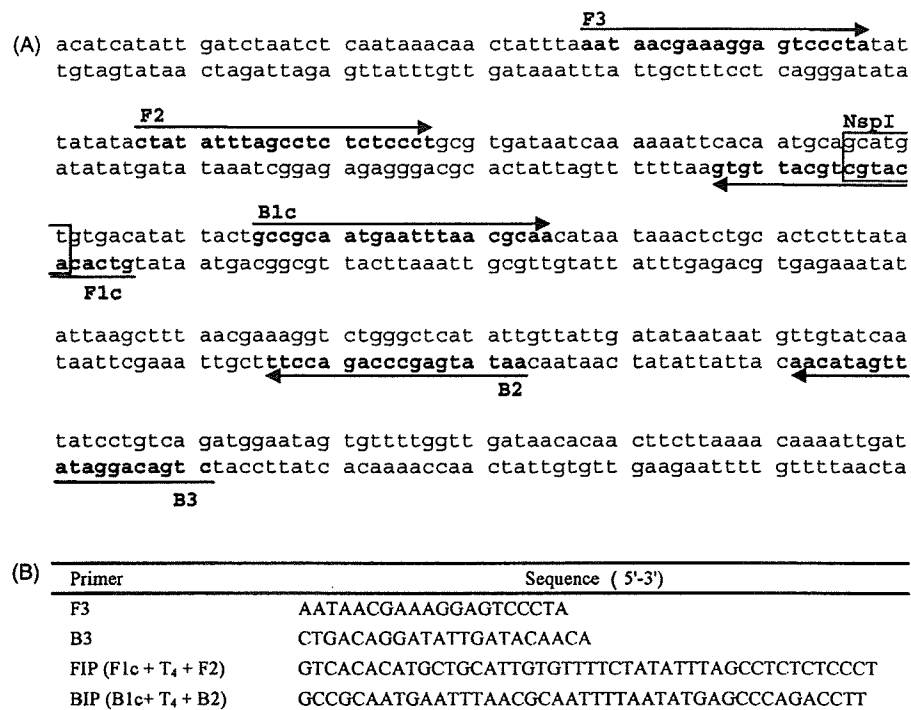 F3
(A) acatcatatt gatctaatct caataaacaa ctatttaaat aacgaaagga gtccctatat
tgtagtataa ctagattaga gttatttgtt gataaattta ttgctttcct cagggatata
F2 NspI
tatatactat atttagcctc tctccctgcg tgataatcaa aaaaattcaca atgcagcatg
atatatgata taaatcggag agagggacgc actattagtt tttttaagtgt tacgtcgtac
B1c
tgtgacatat tactgccgca atgaatttaa cgcaacataa taaactctgc actctttata
acactgtata atgacggcgt tacttaaatt gcgttgtatt atttgagacg tgagaaatat
F1c
attaagcttt aacgaaaggt ctgggctcat attgttattg atataataat gttgtatcaa
taattcgaaa ttgctttcca gacccgagta taacaataac tatattatta caacatagtt
B2
tatcctgtca gatggaatag tgttttggtt gataacacaa cttcttaaaa caaaattgat
ataggacagtc taccttatc acaaaaccaa ctattgtgtt gaagaatttt gttttaacta
B3
(B) Primer Sequence ( 5'-3')
F3 AATAACGAAAGGAGTCCCTA
B3 CTGACAGGATATTGATACAACA
FIP (F1c + T₄ + F2) GTCACACATGCTGCATTGTGTTTTCTATATTTAGCCTCTCTCCCT
BIP (B1c+ T₄ + B2) GCCGCAATGAATTTAACGCAATTTTAATATGAGCCCAGACCTT